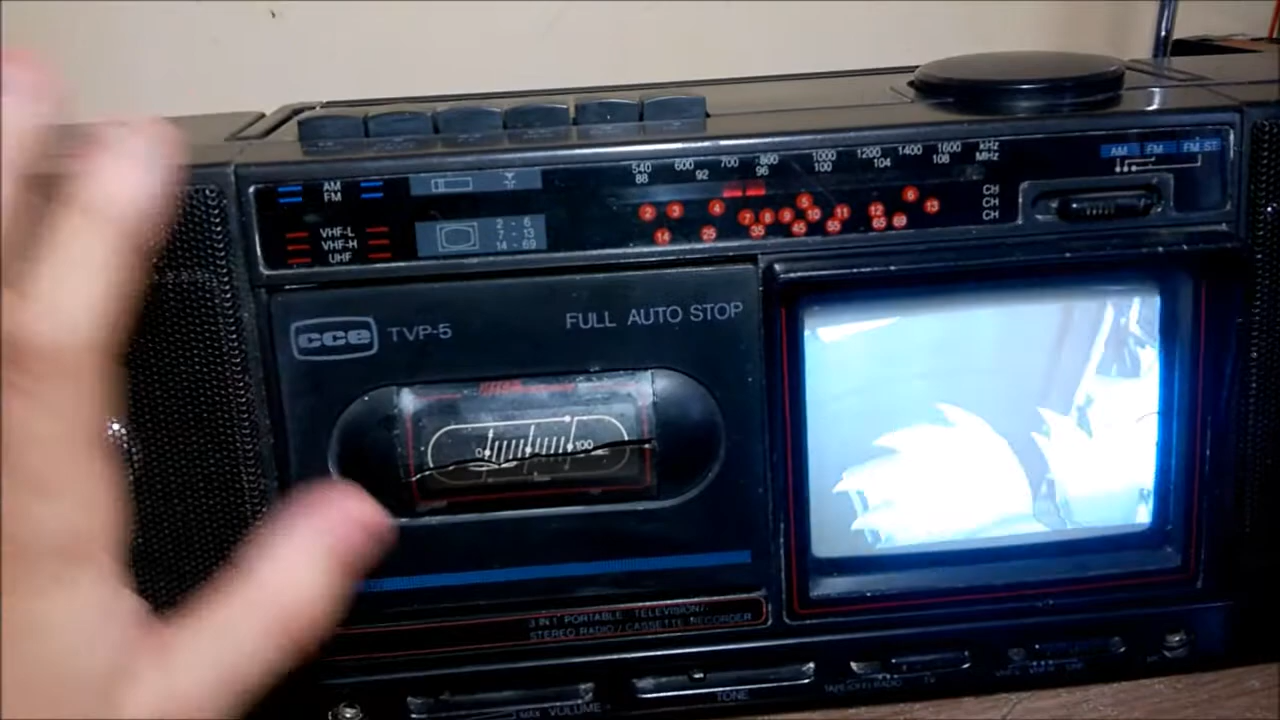 540 600 700 800 1000 1200 1400 1600 kHz
88 92 96 100 104 108 MHz
AM FM FM ST
AM
FM
VHF-L
VHF-H
UHF
2 - 6
7 - 13
14 - 69
2 3 4 5 6 CH
7 8 9 10 11 12 13 CH
14 25 35 45 55 65 69 CH
cce TVP-5 FULL AUTO STOP
0 100
3 IN 1 PORTABLE TELEVISION/
STEREO RADIO / CASSETTE RECORDER
MAX VOLUME
TONE
TV